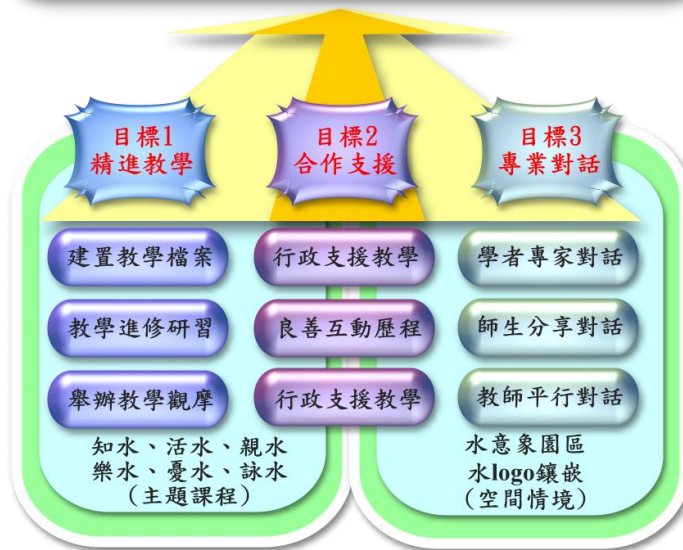 目標1
精進教學
目標2
合作支援
目標3
專業對話
建置教學檔案
行政支援教學
學者專家對話
教學進修研習
良善互動歷程
師生分享對話
舉辦教學觀摩
行政支援教學
教師平行對話
知水、活水、親水
樂水、憂水、詠水
(主題課程)
水意象園區
水logo鑲嵌
(空間情境)